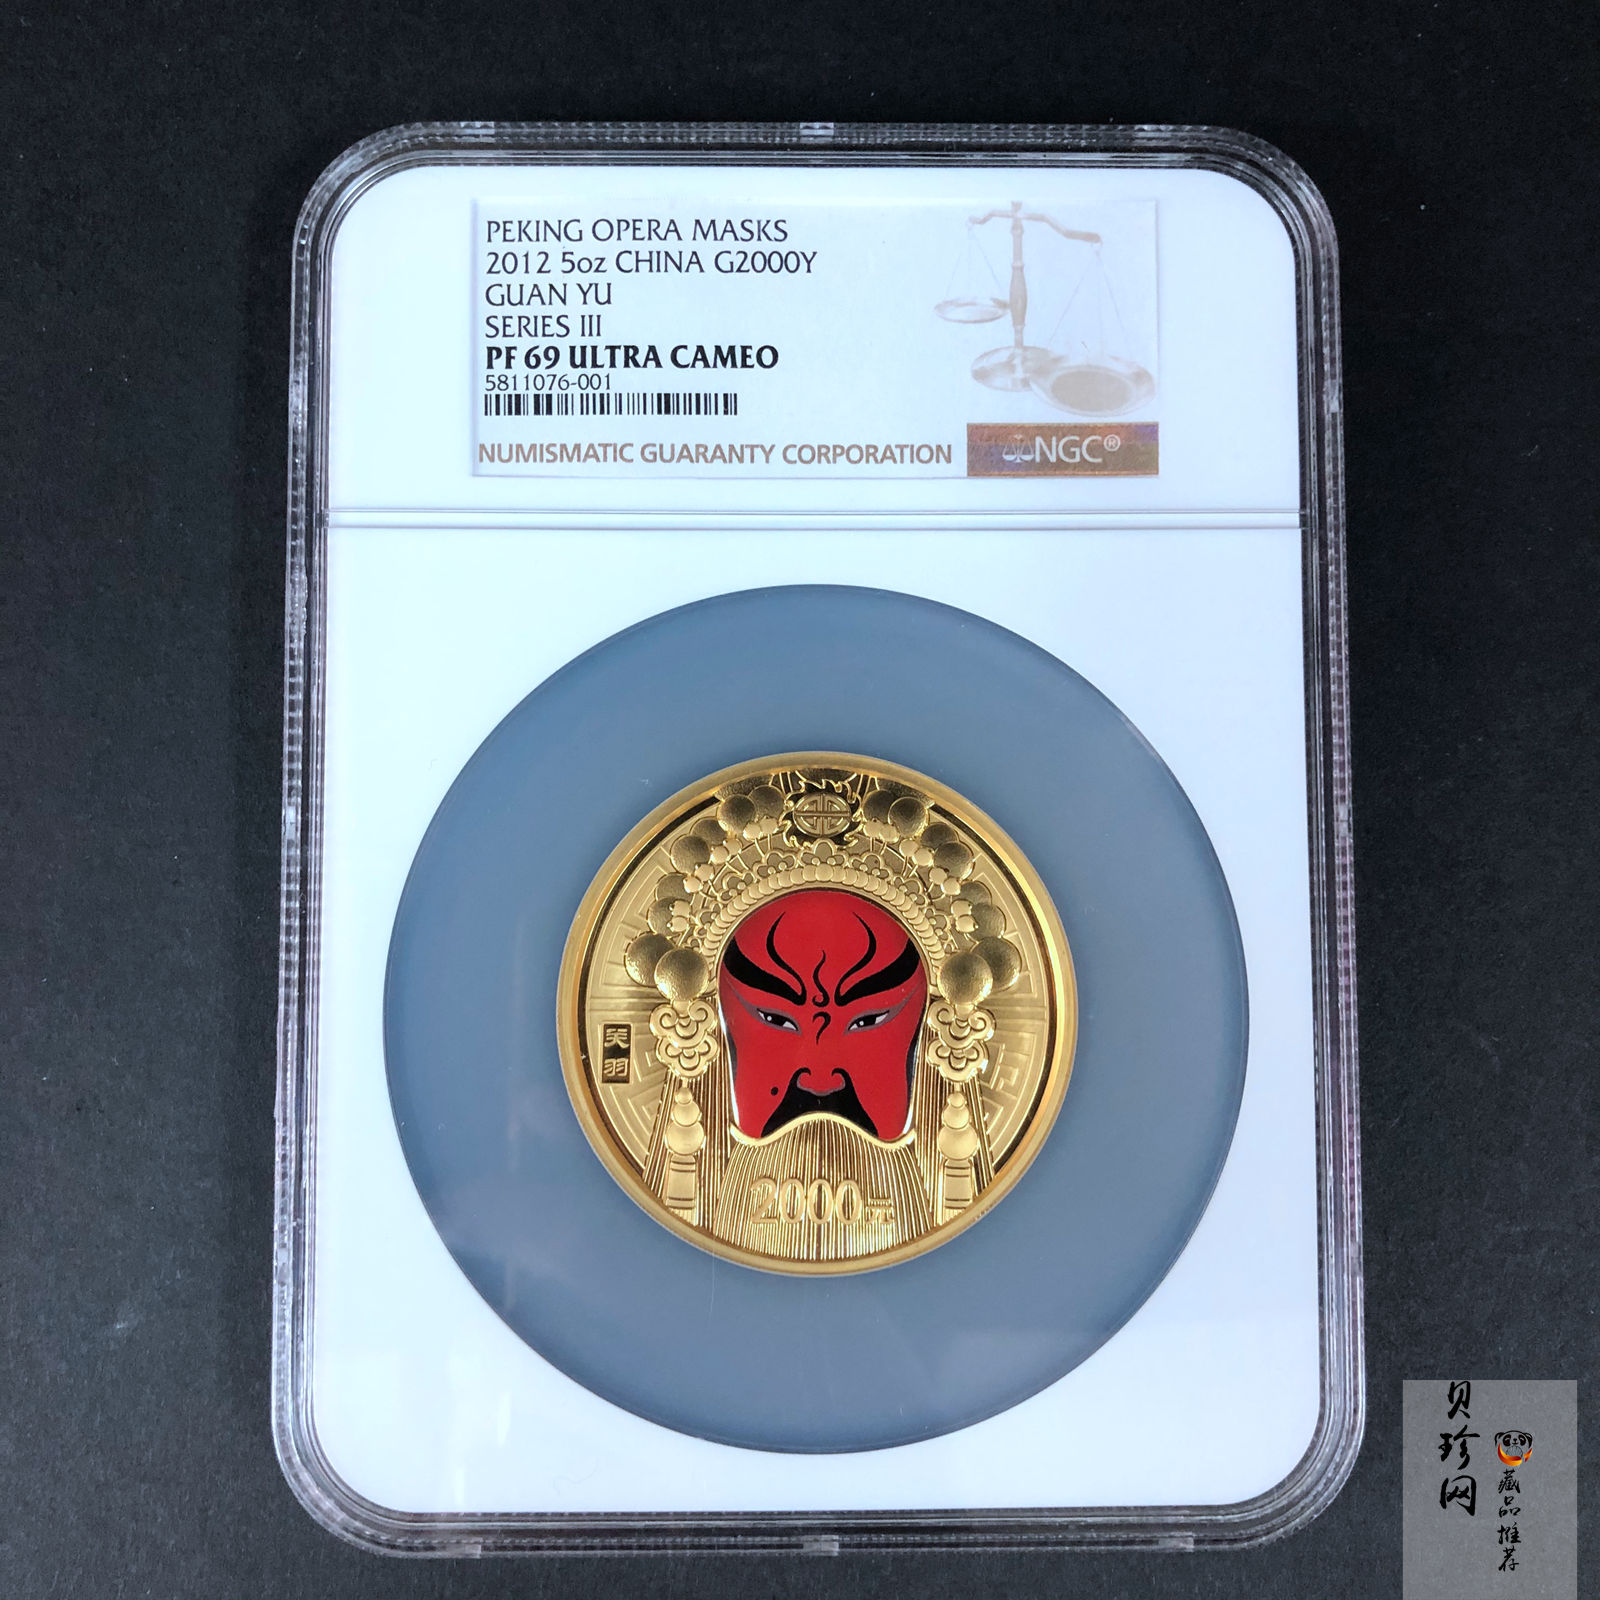 PEKING OPERA MASKS
2012 5oz CHINA G2000Y
GUAN YU
SERIES III
PF 69 ULTRA CAMEO
5811076-001
NUMISMATIC GUARANTY CORPORATION
NGC®
关羽
2000元
贝珍网
藏品推荐